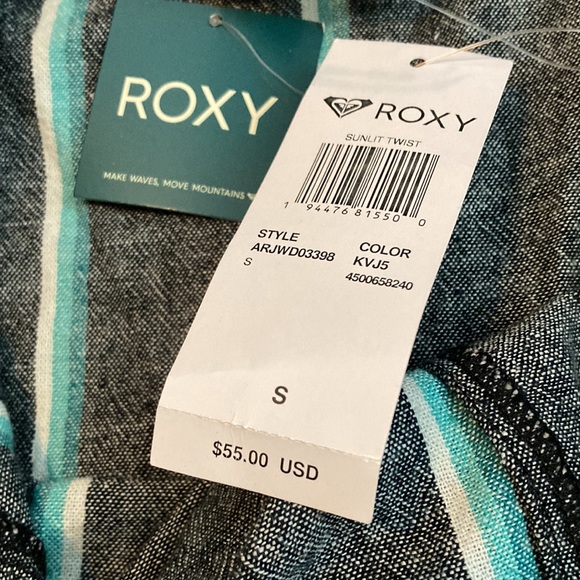 ROXY
MAKE WAVES, MOVE MOUNTAINS
ROXY
SUNLIT TWIST
1 94476 81550 0
STYLE COLOR
ARJWD03398 KVJ5
S 4500658240
S
$55.00 USD